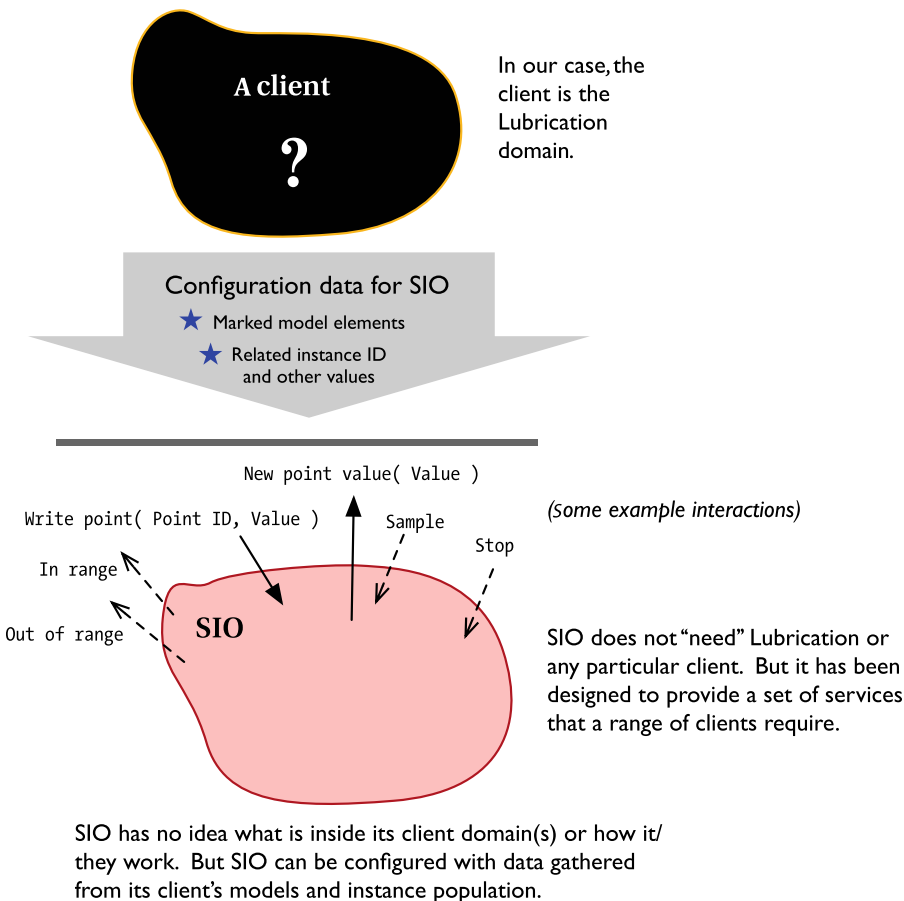 A client
?
In our case, the
client is the
Lubrication
domain.
Configuration data for SIO
Marked model elements
Related instance ID
and other values
New point value( Value )
Write point( Point ID, Value )
Sample
(some example interactions)
Stop
In range
Out of range
SIO
SIO does not “need” Lubrication or
any particular client.  But it has been
designed to provide a set of services
that a range of clients require.
SIO has no idea what is inside its client domain(s) or how it/
they work.  But SIO can be configured with data gathered
from its client’s models and instance population.